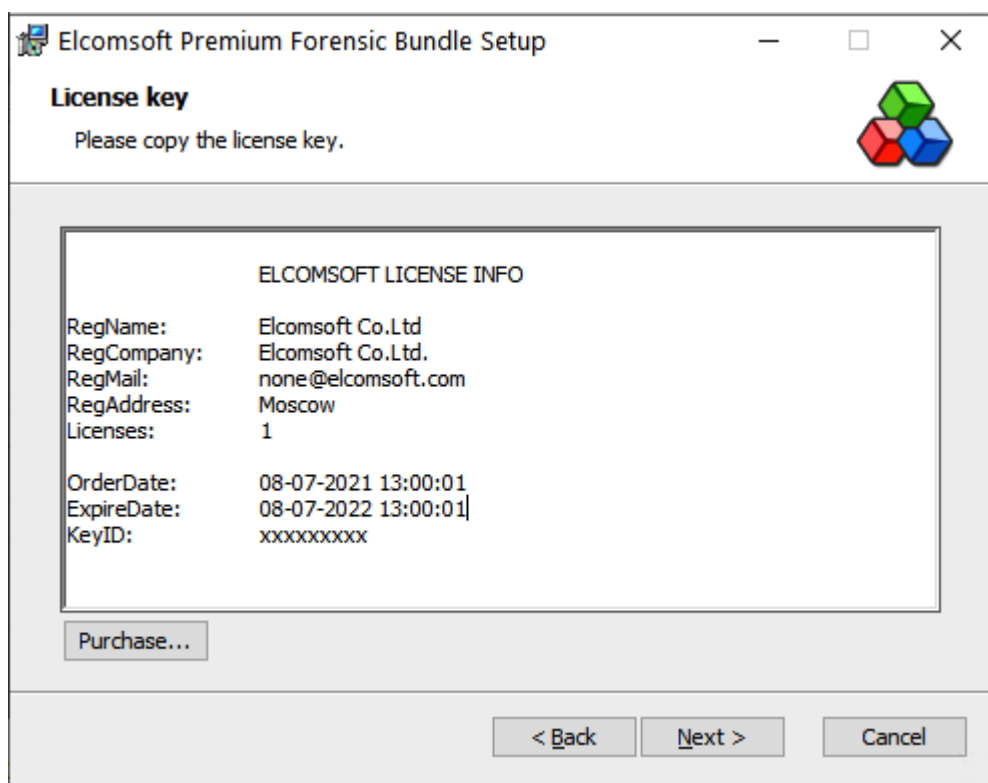 Elcomsoft Premium Forensic Bundle Setup
License key
Please copy the license key.
ELCOMSOFT LICENSE INFO
RegName: Elcomsoft Co.Ltd
RegCompany: Elcomsoft Co.Ltd.
RegMail: none@elcomsoft.com
RegAddress: Moscow
Licenses: 1
OrderDate: 08-07-2021 13:00:01
ExpireDate: 08-07-2022 13:00:01
KeyID: xxxxxxxxx
Purchase...
< Back Next > Cancel